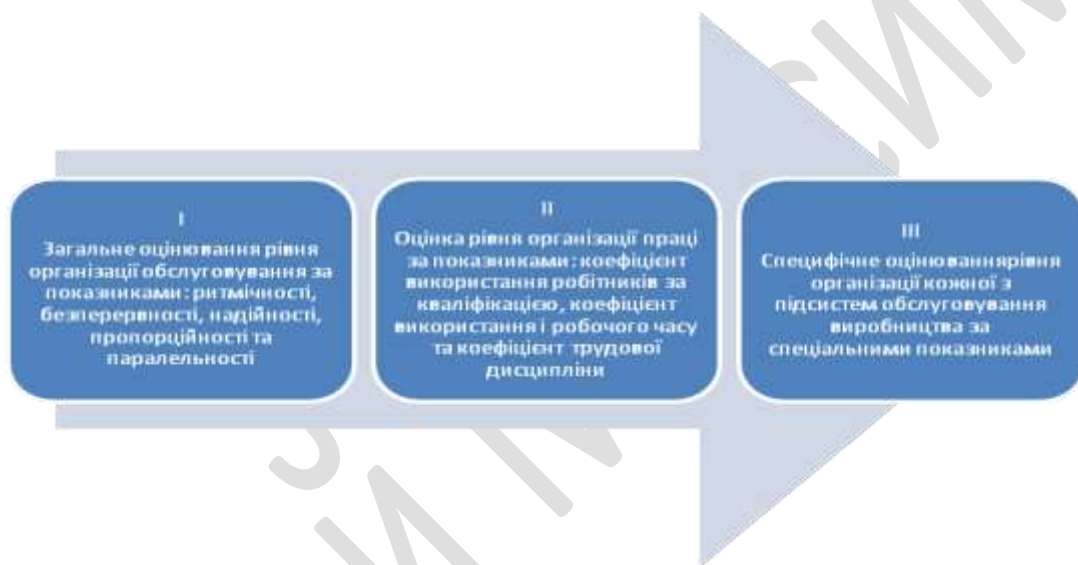 I
Загальне оцінювання рівня
організації обслуговування за
показниками: ритмічності,
безперервності, надійності,
пропорційності та
паралельності
II
Оцінка рівня організації праці
за показниками: коефіцієнт
використання робітників за
кваліфікацією, коефіцієнт
використання і робочого часу
та коефіцієнт трудової
дисципліни
III
Специфічне оцінюваннярівня
організації кожної з
підсистем обслуговування
виробництва за
спеціальними показниками